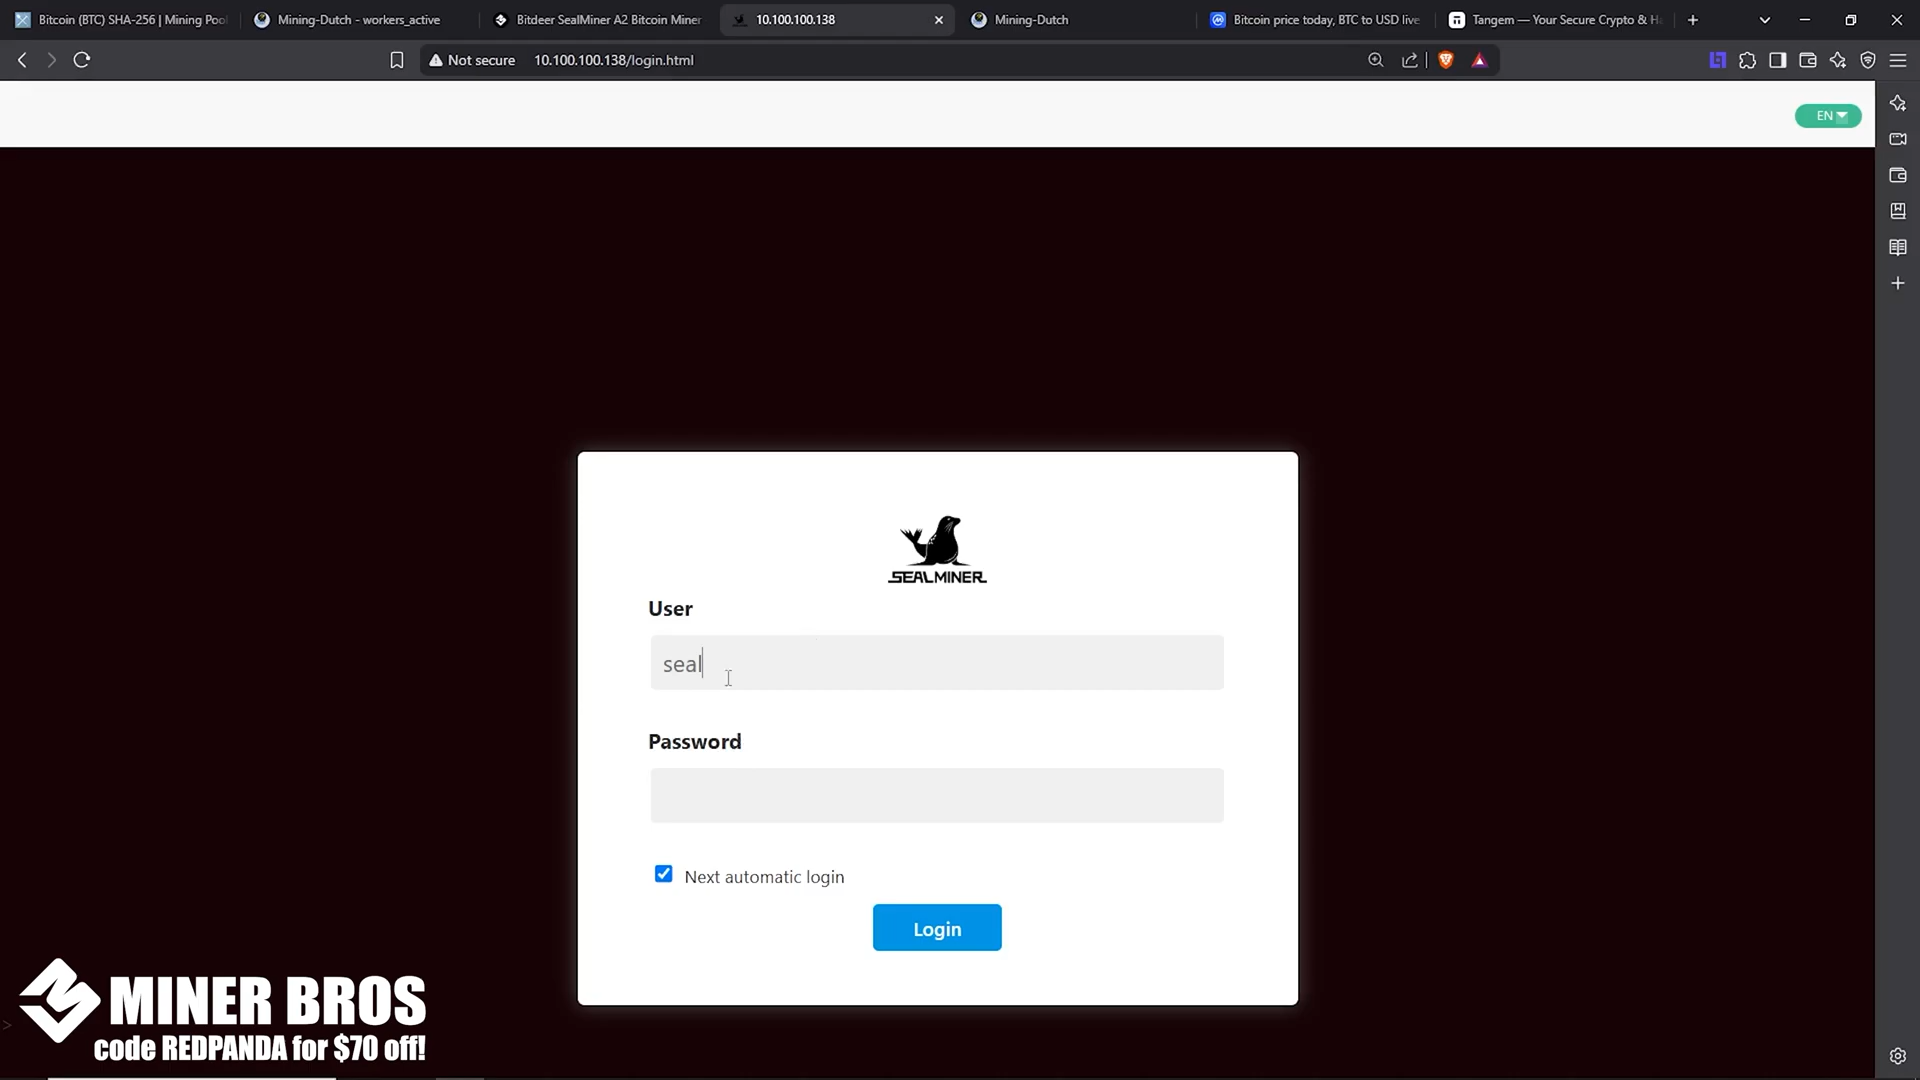 Bitcoin (BTC) SHA-256 | Mining Poo
Mining-Dutch - workers_active
Bitdeer SealMiner A2 Bitcoin Miner
10.100.100.138
Mining-Dutch
Bitcoin price today, BTC to USD live
Tangem — Your Secure Crypto & H
Not secure
10.100.100.138/login.html
EN
SEALMINER
User
seal
Password
Next automatic login
Login
MINER BROS
code REDPANDA for $70 off!